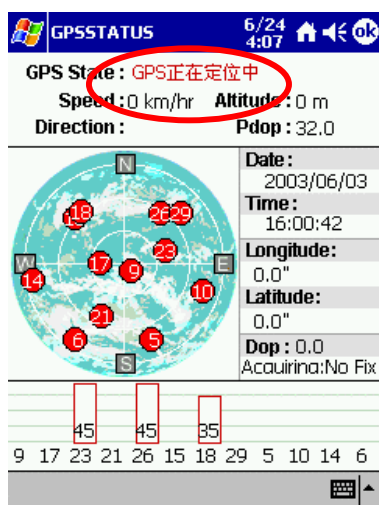 GPSSTATUS 6/24 4:07 ok
GPS State : GPS正在定位中
Speed : 0 km/hr Altitude : 0 m
Direction : Pdop : 32.0
N
W
E
S
18
26 29
23
17
9
14
10
21
6
5
Date :
2003/06/03
Time :
16:00:42
Longitude:
0.0"
Latitude:
0.0"
Dop : 0.0
Acquiring:No Fix
45 45 35
9 17 23 21 26 15 18 29 5 10 14 6